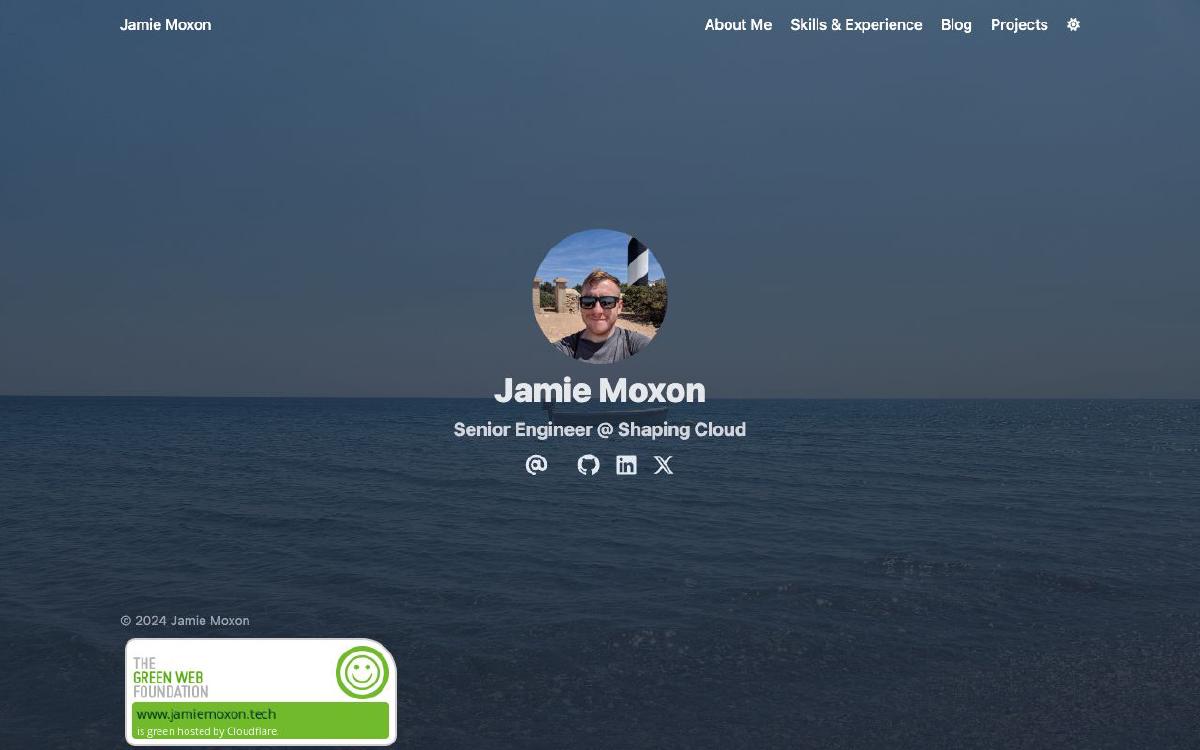 Jamie Moxon
About Me Skills & Experience Blog Projects
Jamie Moxon
Senior Engineer @ Shaping Cloud
© 2024 Jamie Moxon
THE
GREEN WEB
FOUNDATION
www.jamiemoxon.tech
is green hosted by Cloudflare.